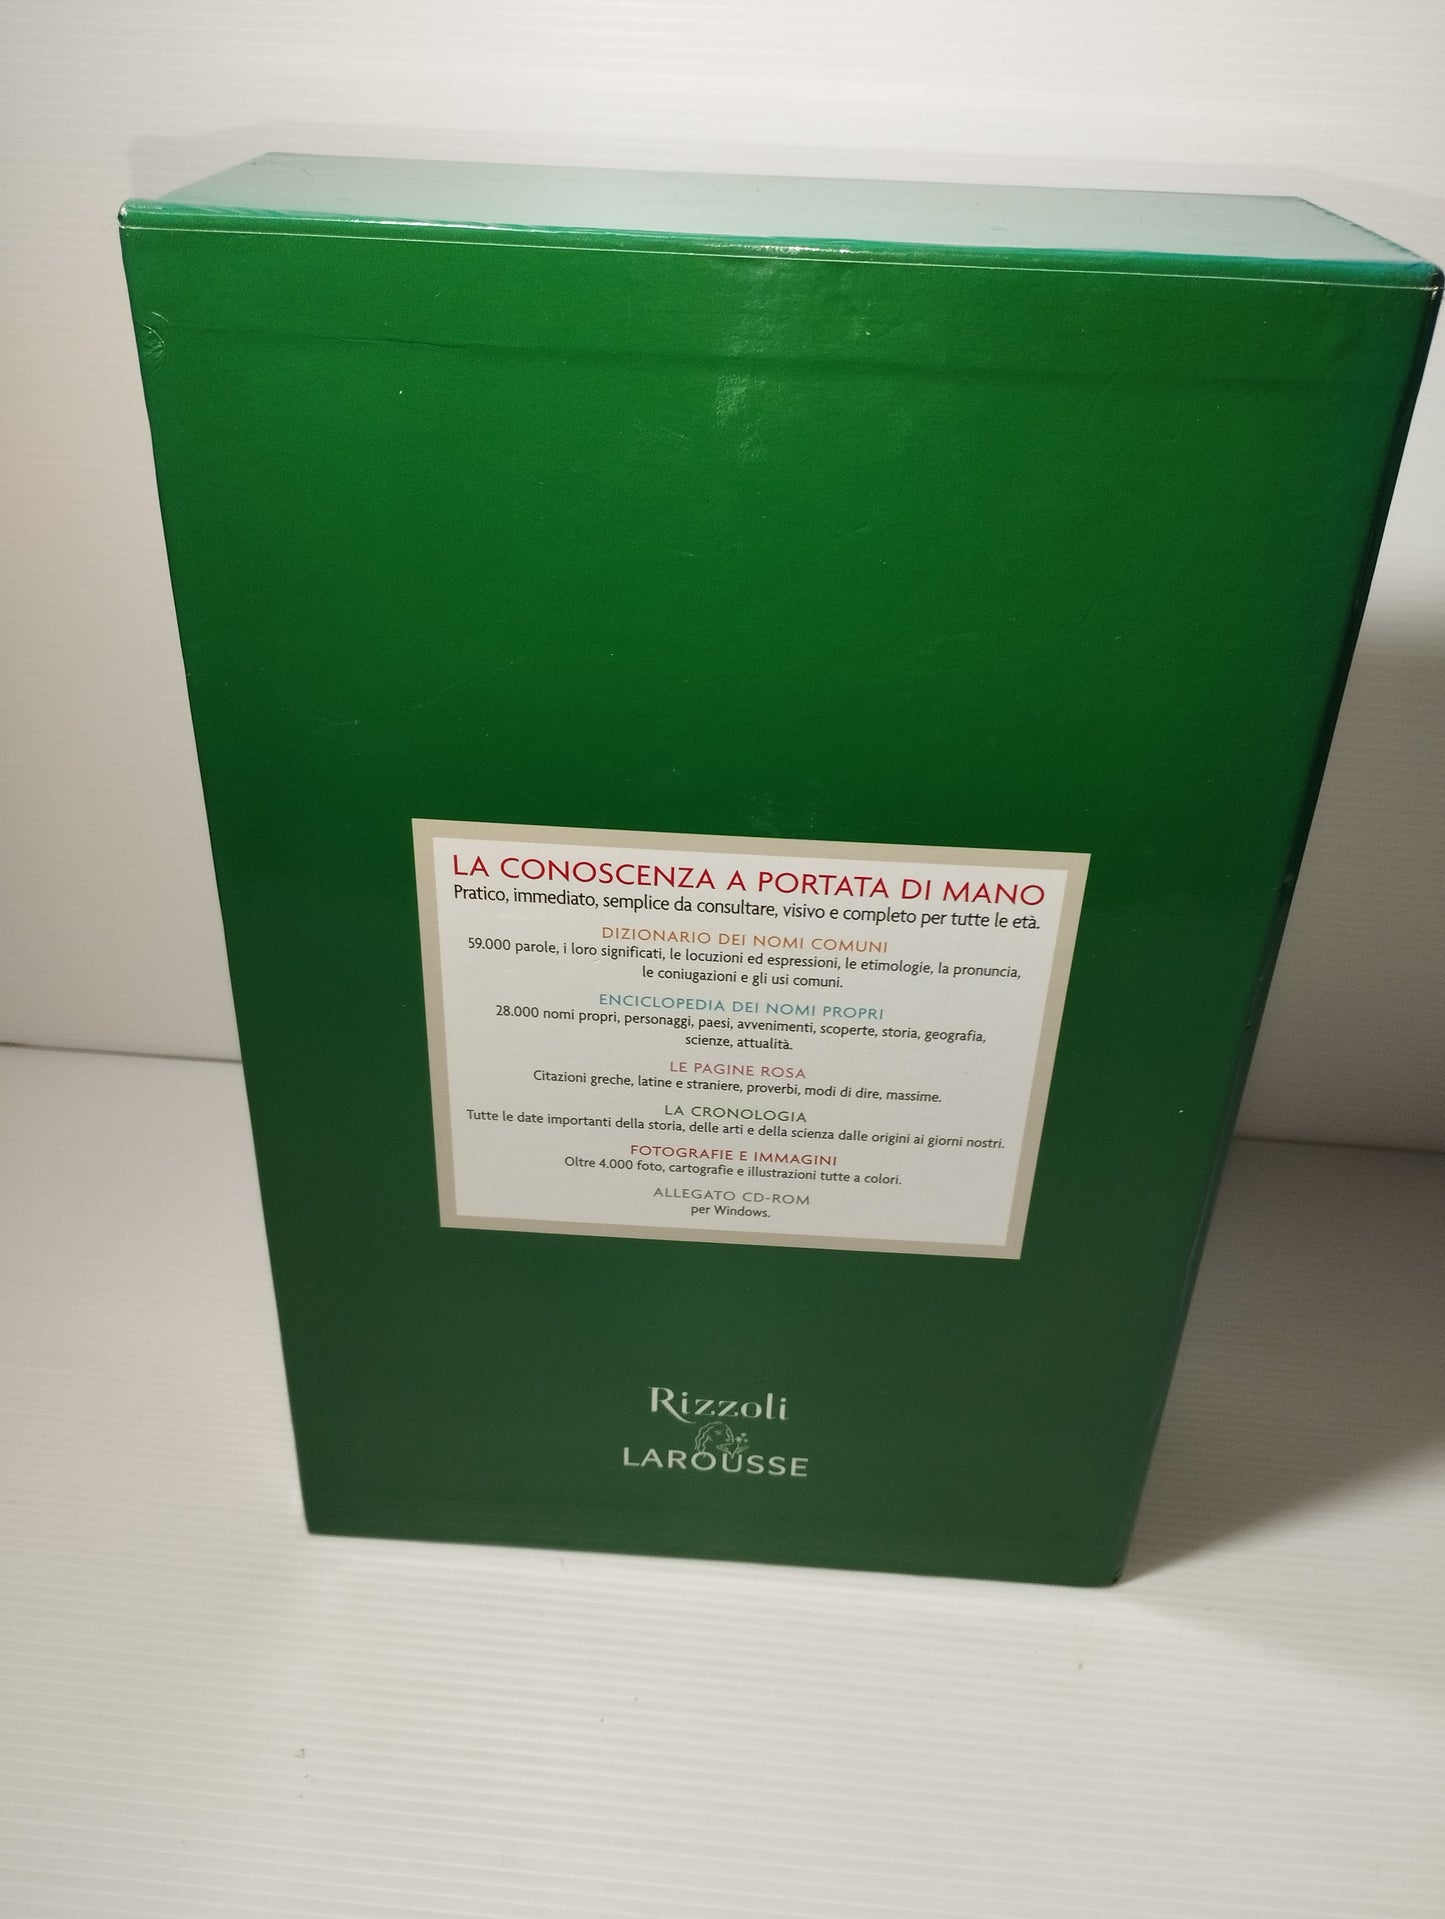 LA CONOSCENZA A PORTATA DI MANO
Pratico, immediato, semplice da consultare, visivo e completo per tutte le età.
DIZIONARIO DEI NOMI COMUNI
59.000 parole, i loro significati, le locuzioni ed espressioni, le etimologie, la pronuncia,
le coniugazioni e gli usi comuni.
ENCICLOPEDIA DEI NOMI PROPRI
28.000 nomi propri, personaggi, paesi, avvenimenti, scoperte, storia, geografia,
scienze, attualità.
LE PAGINE ROSA
Citazioni greche, latine e straniere, proverbi, modi di dire, massime.
LA CRONOLOGIA
Tutte le date importanti della storia, delle arti e della scienza dalle origini ai giorni nostri.
FOTOGRAFIE E IMMAGINI
Oltre 4.000 foto, cartografie e illustrazioni tutte a colori.
ALLEGATO CD-ROM
per Windows.
Rizzoli
LAROUSSE